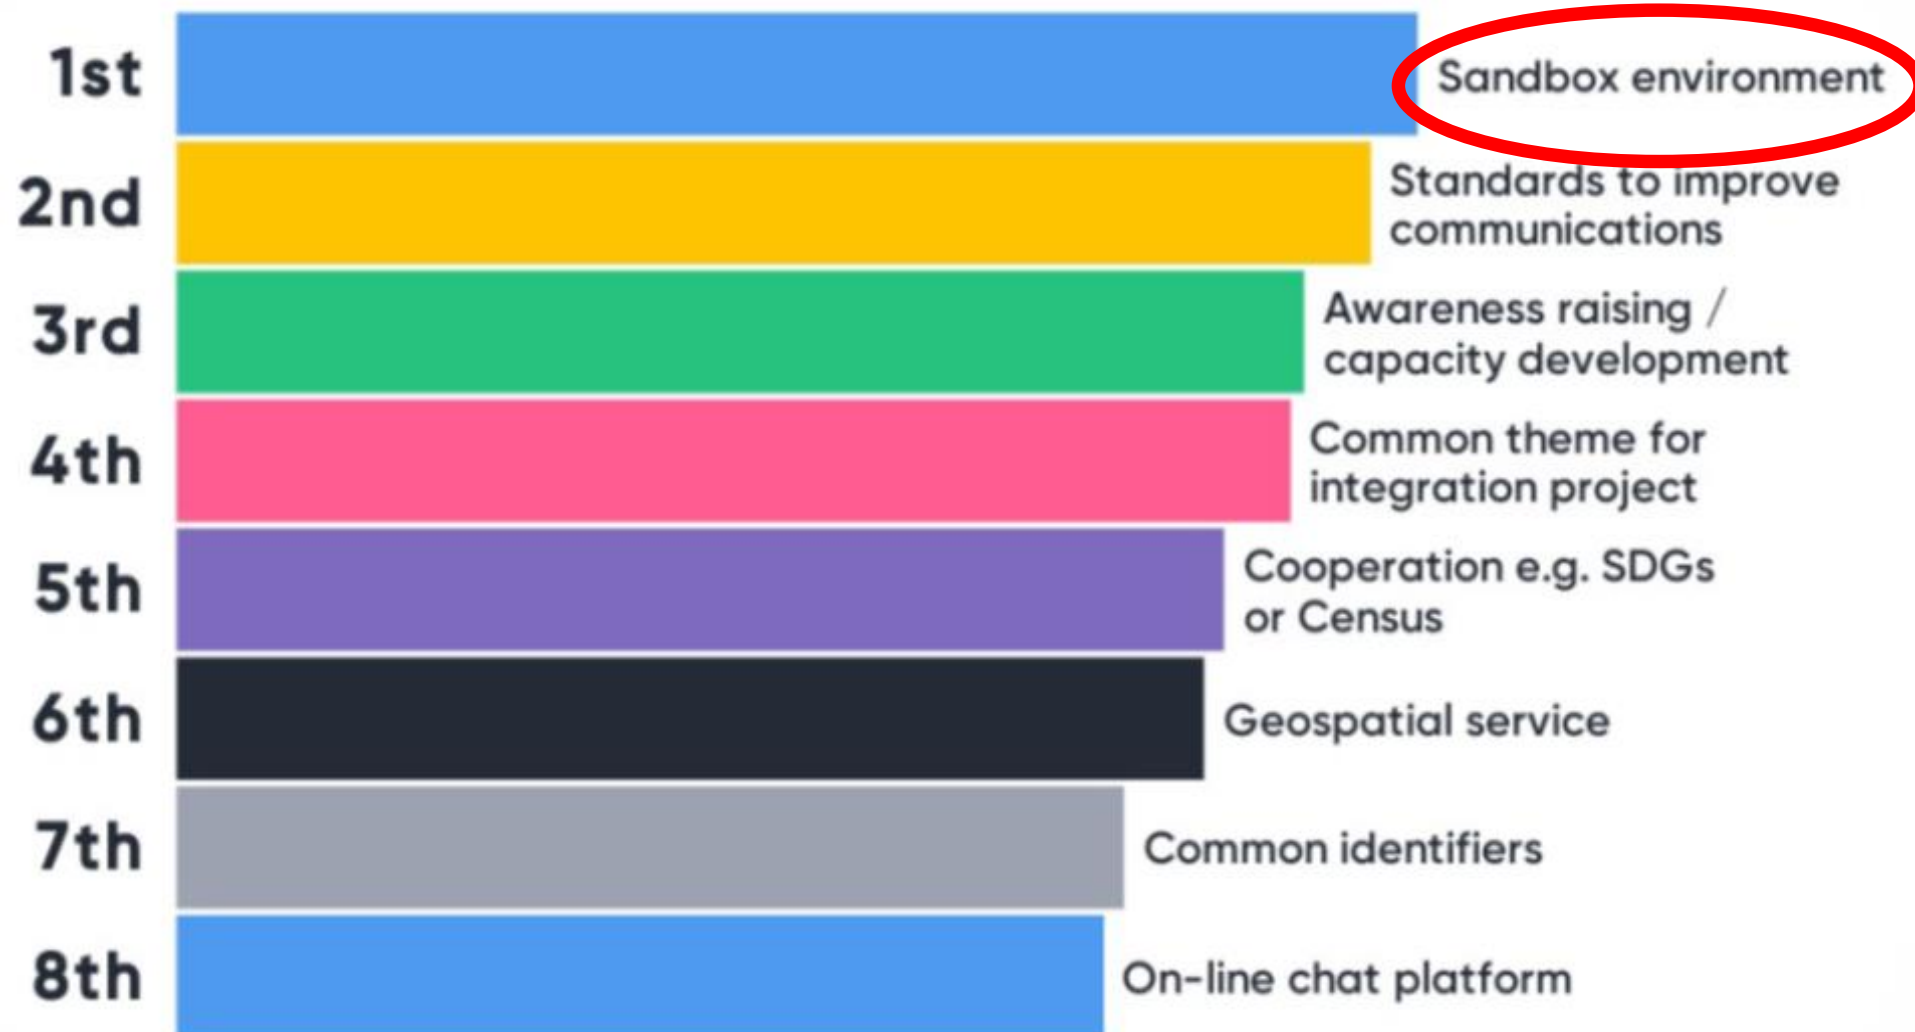 1st
Sandbox environment
2nd
Standards to improve
communications
3rd
Awareness raising /
capacity development
4th
Common theme for
integration project
5th
Cooperation e.g. SDGs
or Census
6th
Geospatial service
7th
Common identifiers
8th
On-line chat platform